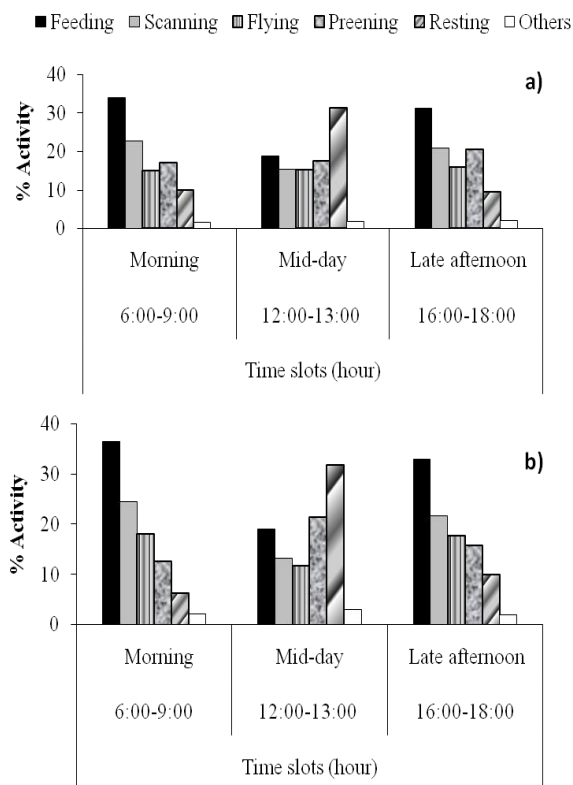 Feeding Scanning Flying Preening Resting Others
a)
% Activity
40
30
20
10
0
Morning Mid-day Late afternoon
6:00-9:00 12:00-13:00 16:00-18:00
Time slots (hour)
b)
% Activity
40
30
20
10
0
Morning Mid-day Late afternoon
6:00-9:00 12:00-13:00 16:00-18:00
Time slots (hour)